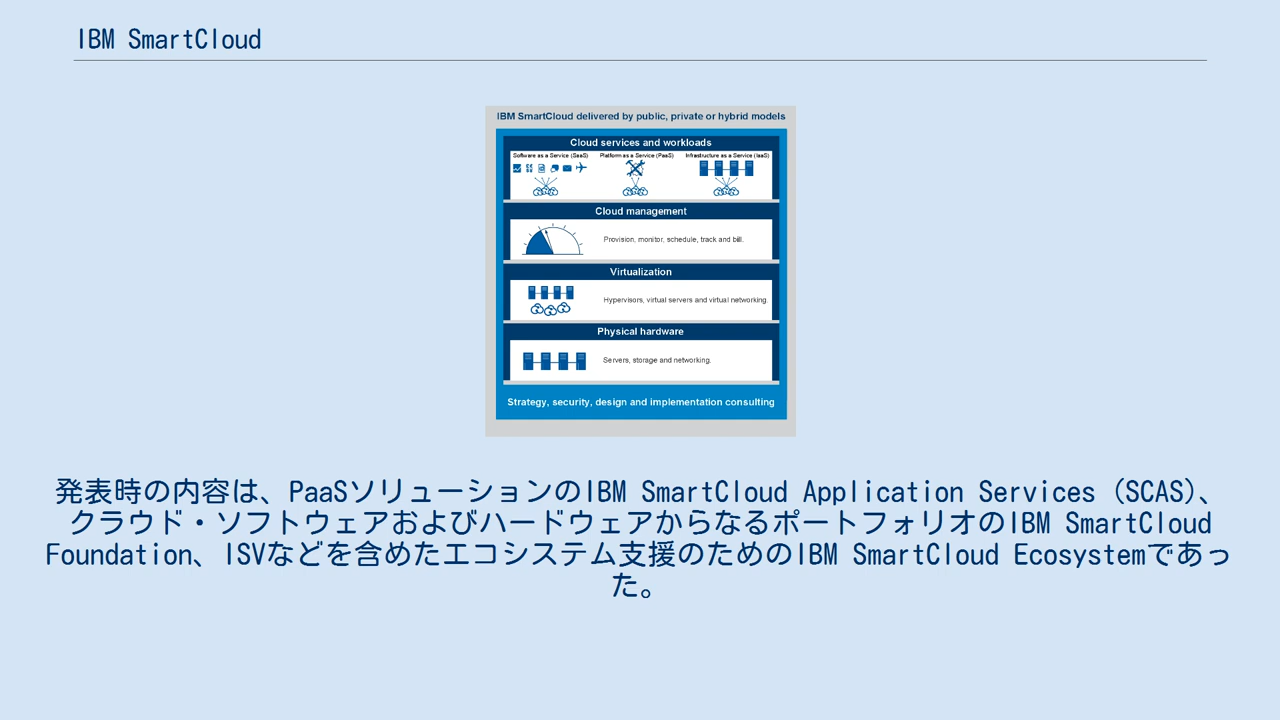 IBM SmartCloud
IBM SmartCloud delivered by public, private or hybrid models
Cloud services and workloads
Software as a Service (SaaS) Platform as a Service (PaaS) Infrastructure as a Service (IaaS)
Cloud management
Provision, monitor, schedule, track and bill.
Virtualization
Hypervisors, virtual servers and virtual networking.
Physical hardware
Servers, storage and networking.
Strategy, security, design and implementation consulting
発表時の内容は、PaaSソリューションのIBM SmartCloud Application Services (SCAS)、
クラウド・ソフトウェアおよびハードウェアからなるポートフォリオのIBM SmartCloud
Foundation、ISVなどを含めたエコシステム支援のためのIBM SmartCloud Ecosystemであっ
た。